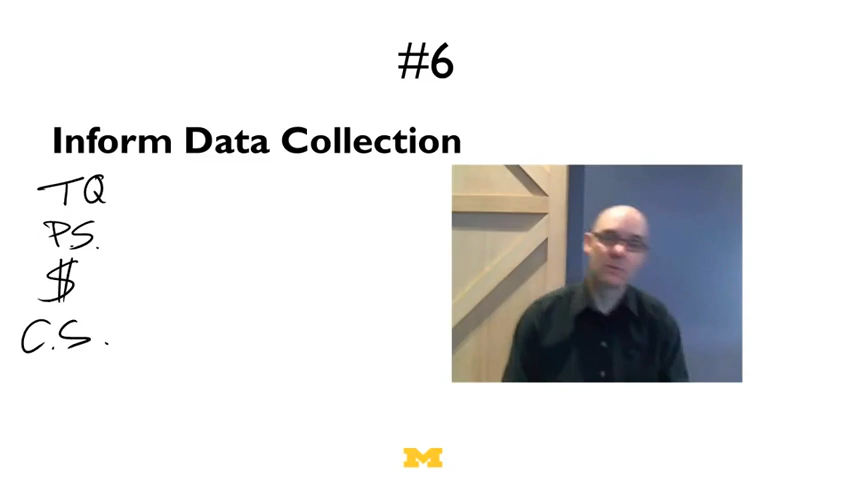 #6
Inform Data Collection
TQ
P.S.
$
C.S.
M